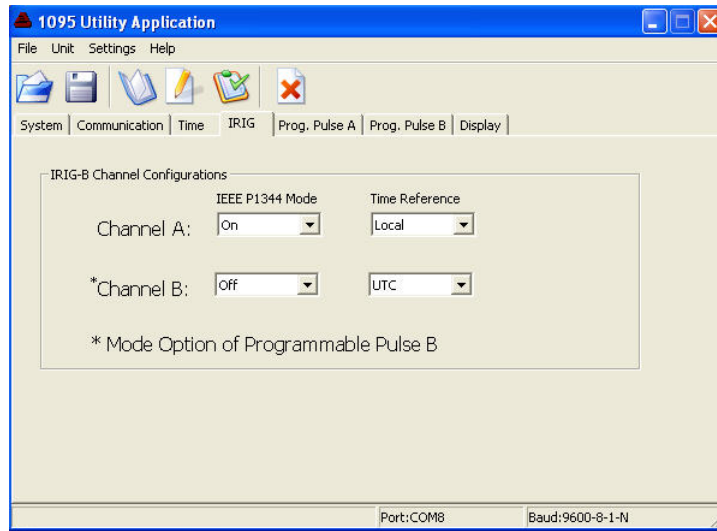 1095 Utility Application
File Unit Settings Help
System Communication Time IRIG Prog. Pulse A Prog. Pulse B Display
IRIG-B Channel Configurations
IEEE P1344 Mode Time Reference
Channel A: On Local
*Channel B: Off UTC
* Mode Option of Programmable Pulse B
Port:COM8 Baud:9600-8-1-N